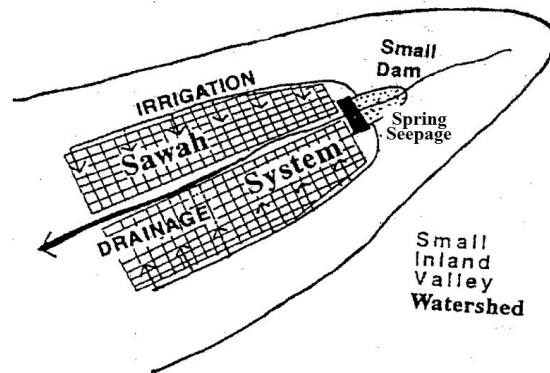 Small
Dam
IRRIGATION
Spring
Seepage
Sawah
System
DRAINAGE
Small
Inland
Valley
Watershed